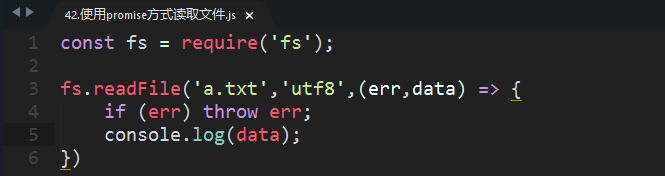 42.使用promise方式读取文件.js ×
1 const fs = require('fs');
2
3 fs.readFile('a.txt','utf8',(err,data) => {
4     if (err) throw err;
5     console.log(data);
6 })